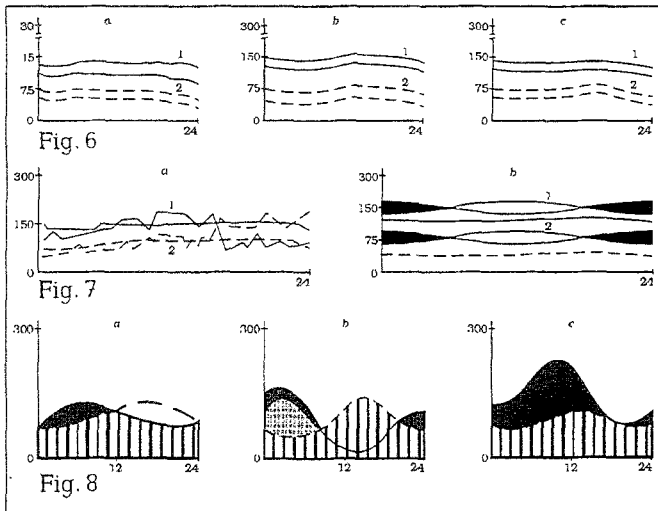 a b c
30 300 300
1 1 1
15 150 150
75 2 75 2 75 2
0 0 0
24 24 24
Fig. 6
a b
300 300
1 1
150 150
2 75 2
0 0
24 24
Fig. 7
a b c
300 300 300
0 0 0
12 24 12 24 12 24
Fig. 8